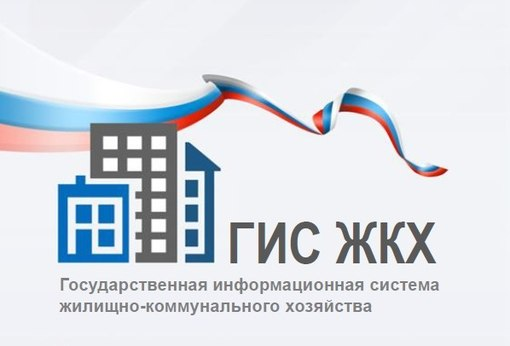 ГИС ЖКХ
Государственная информационная система
жилищно-коммунального хозяйства